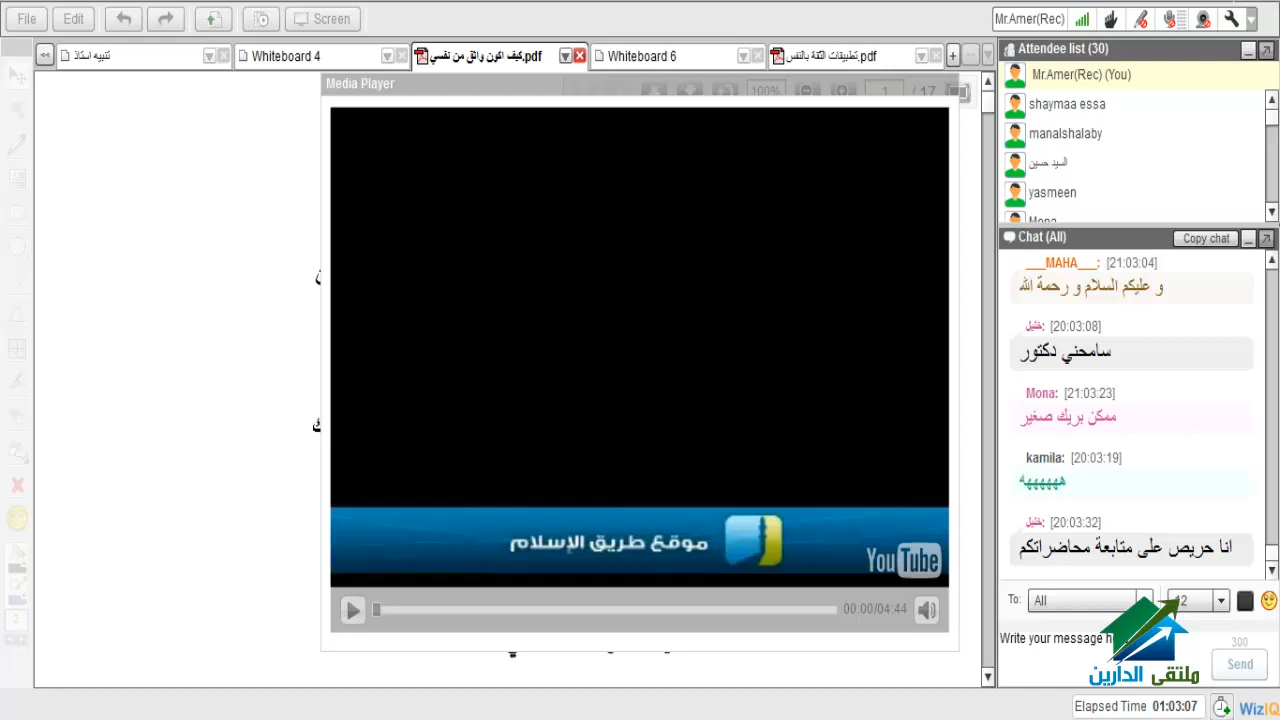 File
Edit
Screen
Mr.Amer(Rec)
تنبيه استاذ
Whiteboard 4
كيف اكون واثق من نفسي.pdf
Whiteboard 6
تطبيقات الثقة بالنفس.pdf
Media Player
100%
1
/ 17
موقع طريق الإسلام
YouTube
00:00/04:44
Attendee list (30)
Mr.Amer(Rec) (You)
shaymaa essa
manalshalaby
السيد حسين
yasmeen
Mona
Chat (All)
Copy chat
___MAHA___: [21:03:04]
و عليكم السلام و رحمة الله
خليل: [20:03:08]
سامحني دكتور
Mona: [21:03:23]
ممكن بريك صغير
kamila: [20:03:19]
هههههه
خليل: [20:03:32]
انا حريص على متابعة محاضراتكم
To:
All
12
Write your message h
300
Send
ملتقى الدارين
Elapsed Time 01:03:07
WizIQ